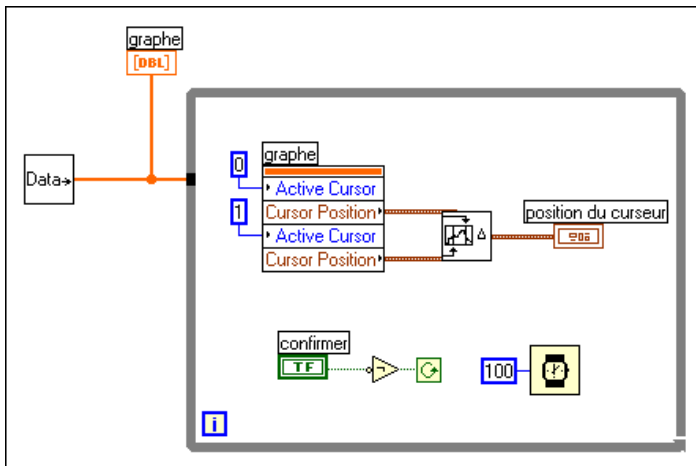 graphe
[DBL]
Data
graphe
0
Active Cursor
Cursor Position
1
Active Cursor
Cursor Position
Δ
position du curseur
confirmer
TF
100
i